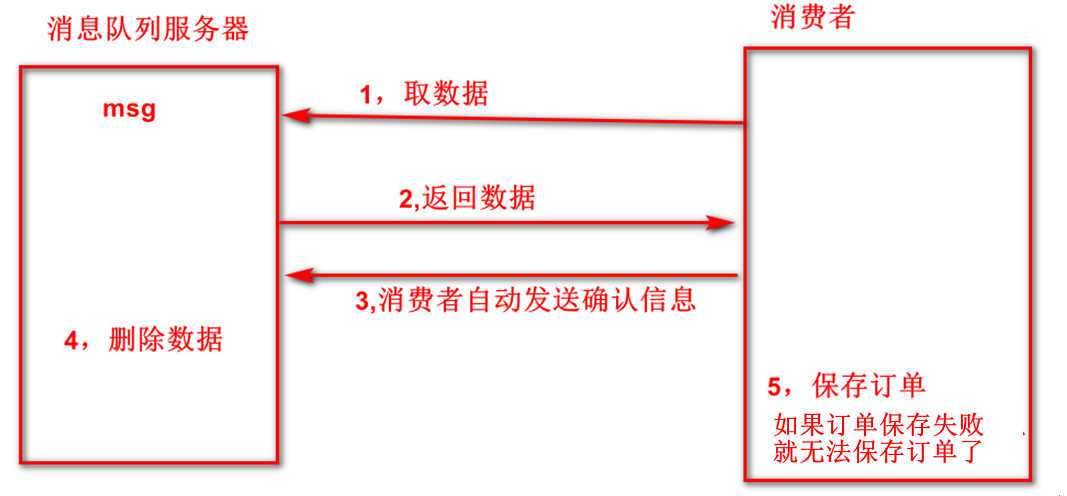 消息队列服务器
消费者
msg
1，取数据
2,返回数据
3,消费者自动发送确认信息
4，删除数据
5，保存订单
如果订单保存失败
就无法保存订单了